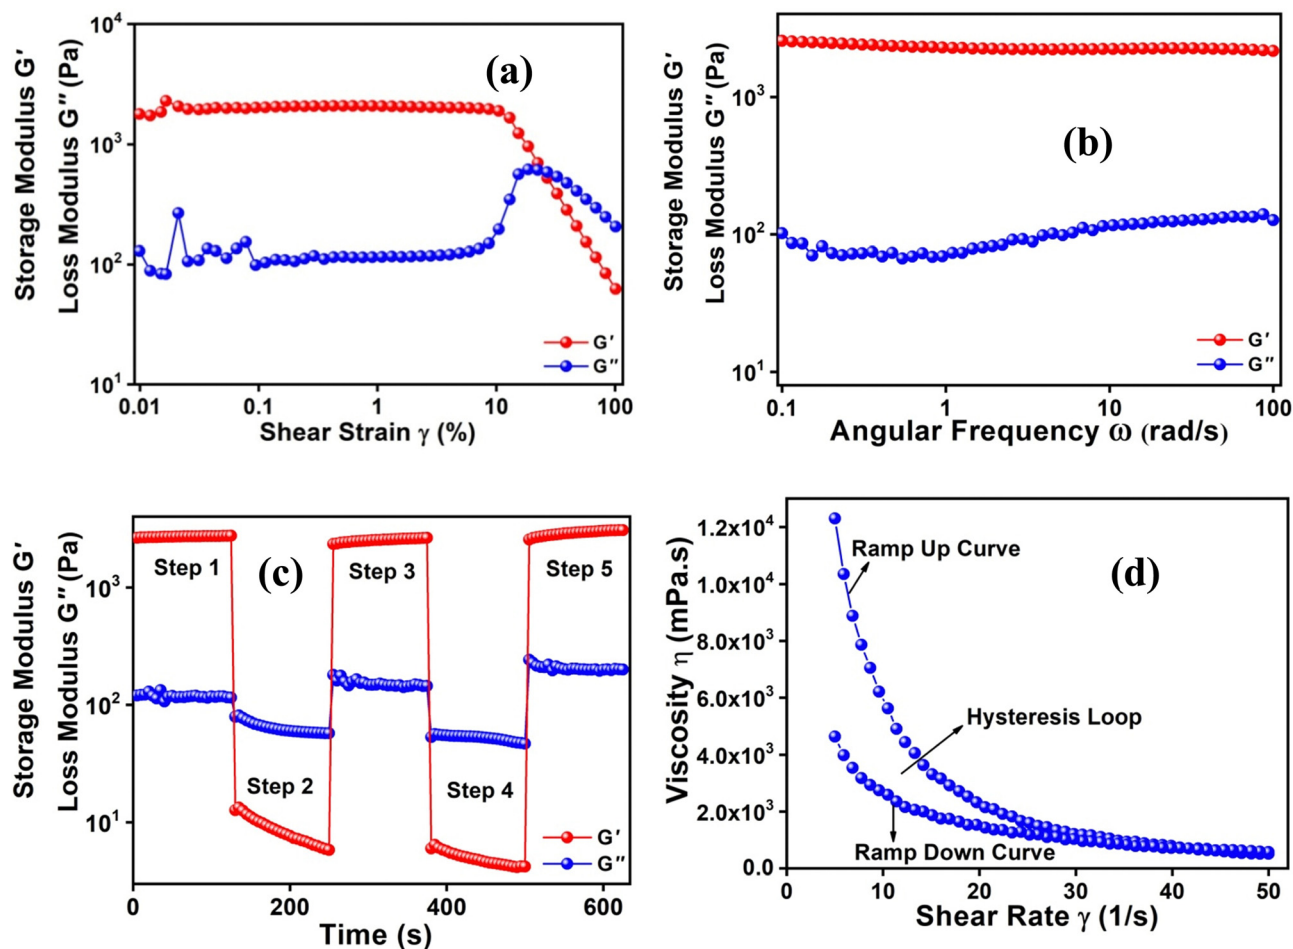 Storage Modulus G′
Loss Modulus G″ (Pa)
10⁴
10³
10²
10¹
(a)
G′
G″
0.01
0.1
1
10
100
Shear Strain γ (%)
Storage Modulus G′
Loss Modulus G″ (Pa)
10³
10²
10¹
(b)
G′
G″
0.1
1
10
100
Angular Frequency ω (rad/s)
Storage Modulus G′
Loss Modulus G″ (Pa)
10³
10²
10¹
Step 1
(c)
Step 3
Step 5
Step 2
Step 4
G′
G″
0
200
400
600
Time (s)
Viscosity η (mPa.s)
1.2x10⁴
1.0x10⁴
8.0x10³
6.0x10³
4.0x10³
2.0x10³
0.0
Ramp Up Curve
(d)
Hysteresis Loop
Ramp Down Curve
0
10
20
30
40
50
Shear Rate γ (1/s)